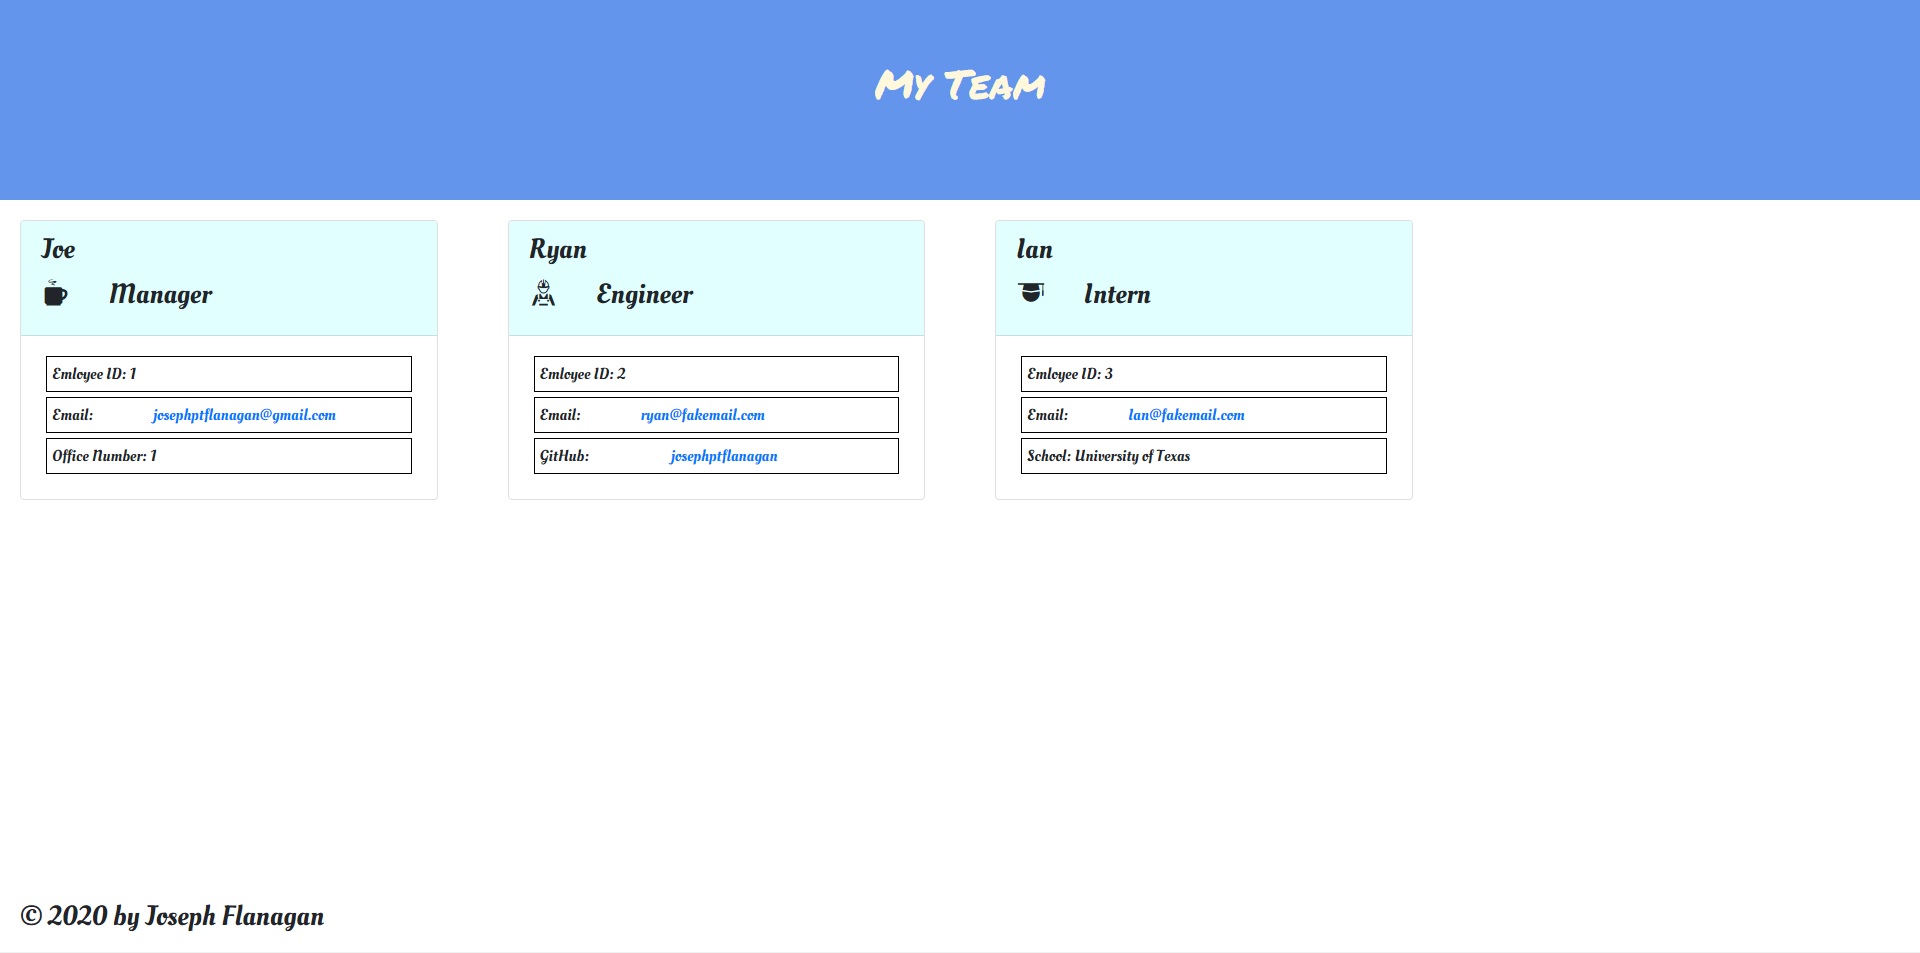 My Team
Joe
Manager
Emloyee ID: 1
Email: josephptflanagan@gmail.com
Office Number: 1
Ryan
Engineer
Emloyee ID: 2
Email: ryan@fakemail.com
GitHub: josephptflanagan
Ian
Intern
Emloyee ID: 3
Email: Ian@fakemail.com
School: University of Texas
© 2020 by Joseph Flanagan